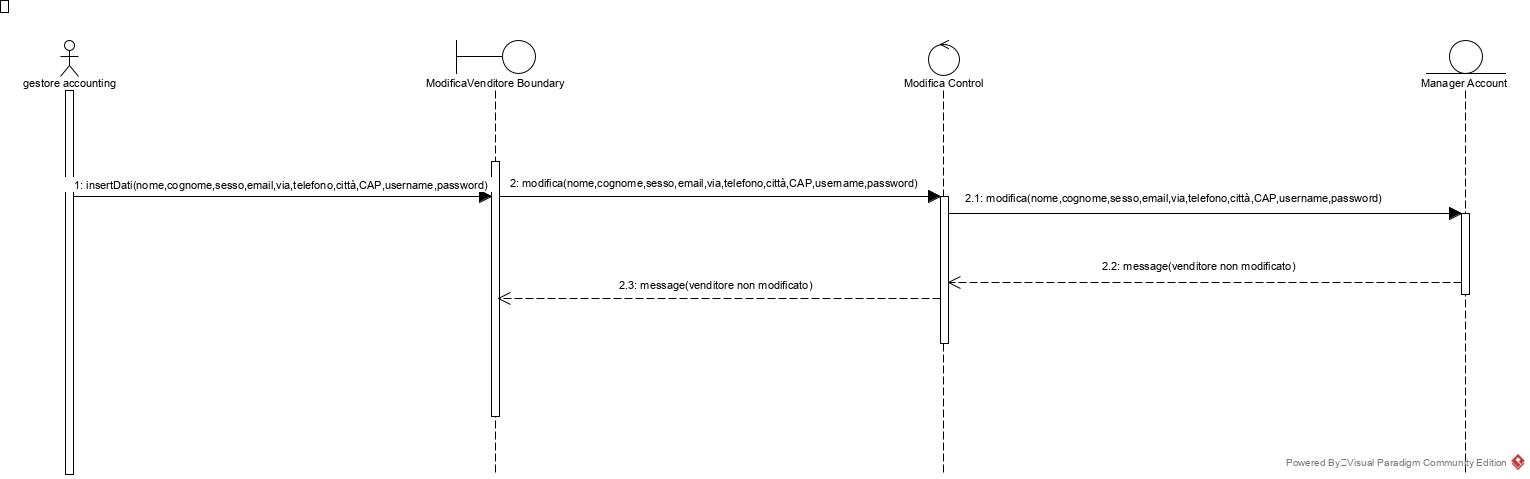 gestore accounting
ModificaVenditore Boundary
Modifica Control
Manager Account
1: insertDati(nome,cognome,sesso,email,via,telefono,città,CAP,username,password)
2: modifica(nome,cognome,sesso,email,via,telefono,città,CAP,username,password)
2.1: modifica(nome,cognome,sesso,email,via,telefono,città,CAP,username,password)
2.2: message(venditore non modificato)
2.3: message(venditore non modificato)
Powered By Visual Paradigm Community Edition